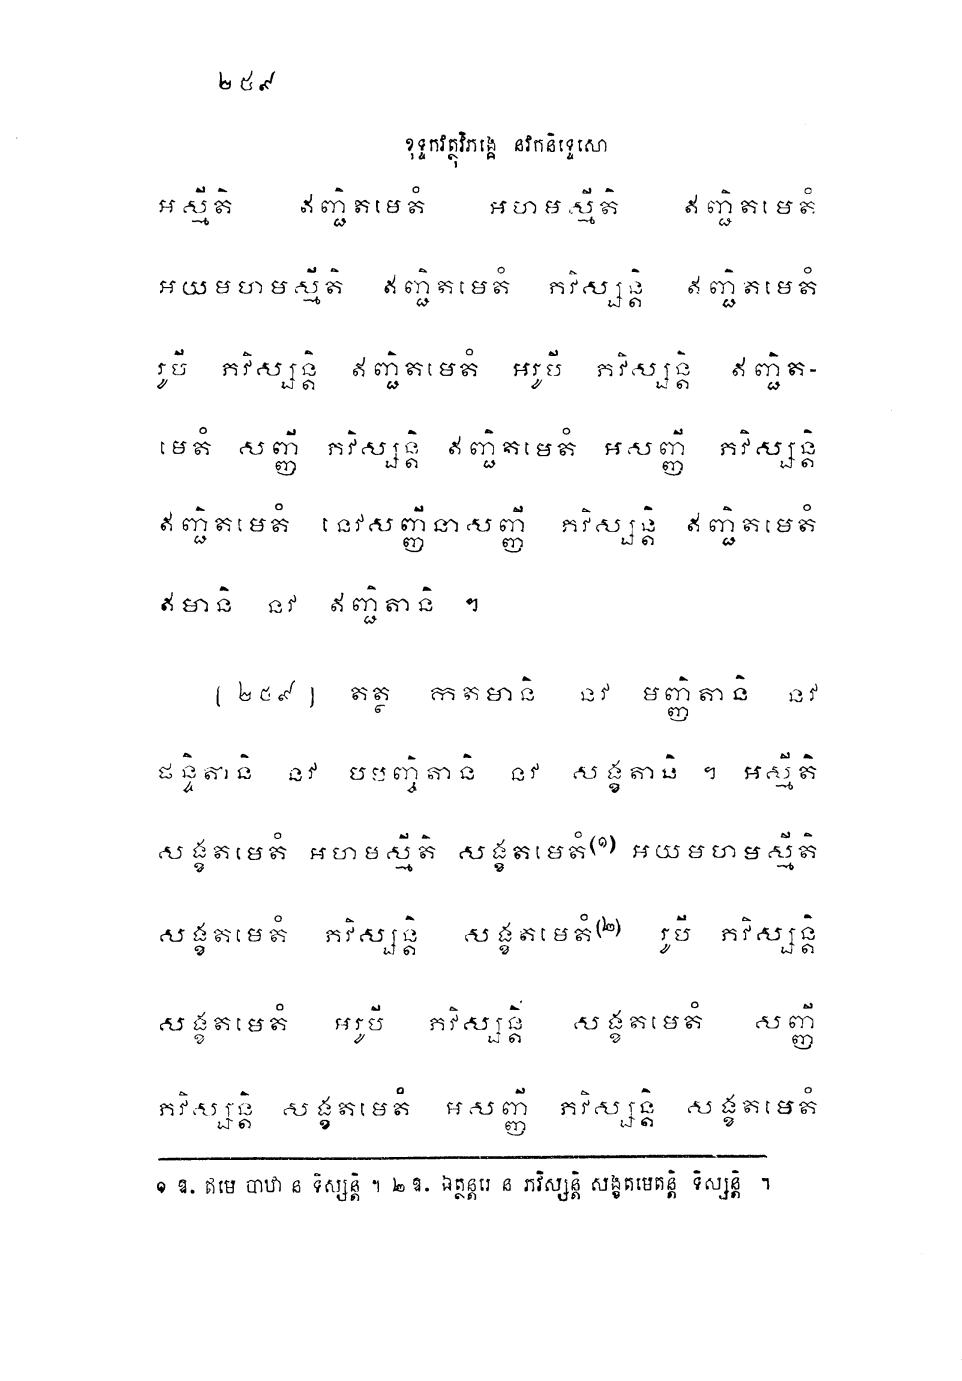 ២៥៩
ខុទ្ទកវត្ថុវិភង្គេ នវកនិទ្ទេសោ
អស្មីតិ ឥញ្ជិតមេតំ អហមស្មីតិ ឥញ្ជិតមេតំ
អយមហមស្មីតិ ឥញ្ជិតមេតំ ភវិស្សន្តិ ឥញ្ជិតមេតំ
រូបី ភវិស្សន្តិ ឥញ្ជិតមេតំ អរូបី ភវិស្សន្តិ ឥញ្ជិត-
មេតំ សញ្ញី ភវិស្សន្តិ ឥញ្ជិតមេតំ អសញ្ញី ភវិស្សន្តិ
ឥញ្ជិតមេតំ នេវសញ្ញីនាសញ្ញី ភវិស្សន្តិ ឥញ្ជិតមេតំ
ឥមានិ នវ ឥញ្ជិតានិ ។
[ ២៥៩ ] តត្ថ កតមានិ នវ មញ្ញិតានិ នវ
ផន្ទិតានិ នវ បបញ្ចិតានិ នវ សង្ខតានិ ។ អស្មីតិ
សង្ខតមេតំ អហមស្មីតិ សង្ខតមេតំ(១) អយមហមស្មីតិ
សង្ខតមេតំ ភវិស្សន្តិ សង្ខតមេតំ(២) រូបី ភវិស្សន្តិ
សង្ខតមេតំ អរូបី ភវិស្សន្តិ សង្ខតមេតំ សញ្ញី
ភវិស្សន្តិ សង្ខតមេតំ អសញ្ញី ភវិស្សន្តិ សង្ខតមេតំ
១ ឱ. ឥមេ បាឋា ន ទិស្សន្តិ ។ ២ ឱ. ឯត្ថន្តរេ ន ភវិស្សន្តិ សង្ខតមេតន្តិ ទិស្សន្តិ ។